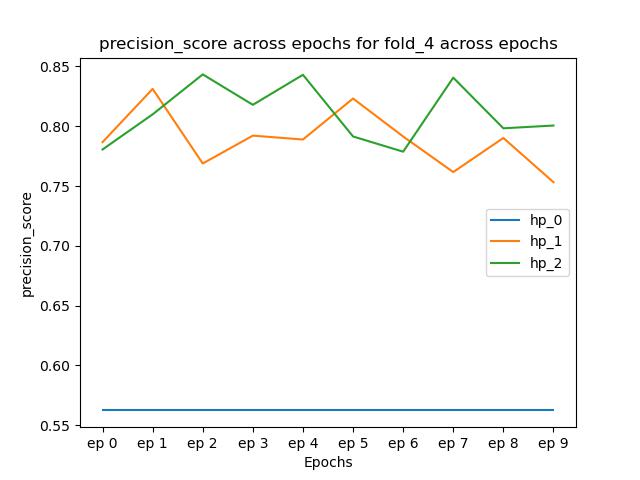 precision_score across epochs for fold_4 across epochs
precision_score
0.85
0.80
0.75
0.70
0.65
0.60
0.55
hp_0
hp_1
hp_2
ep 0 ep 1 ep 2 ep 3 ep 4 ep 5 ep 6 ep 7 ep 8 ep 9
Epochs